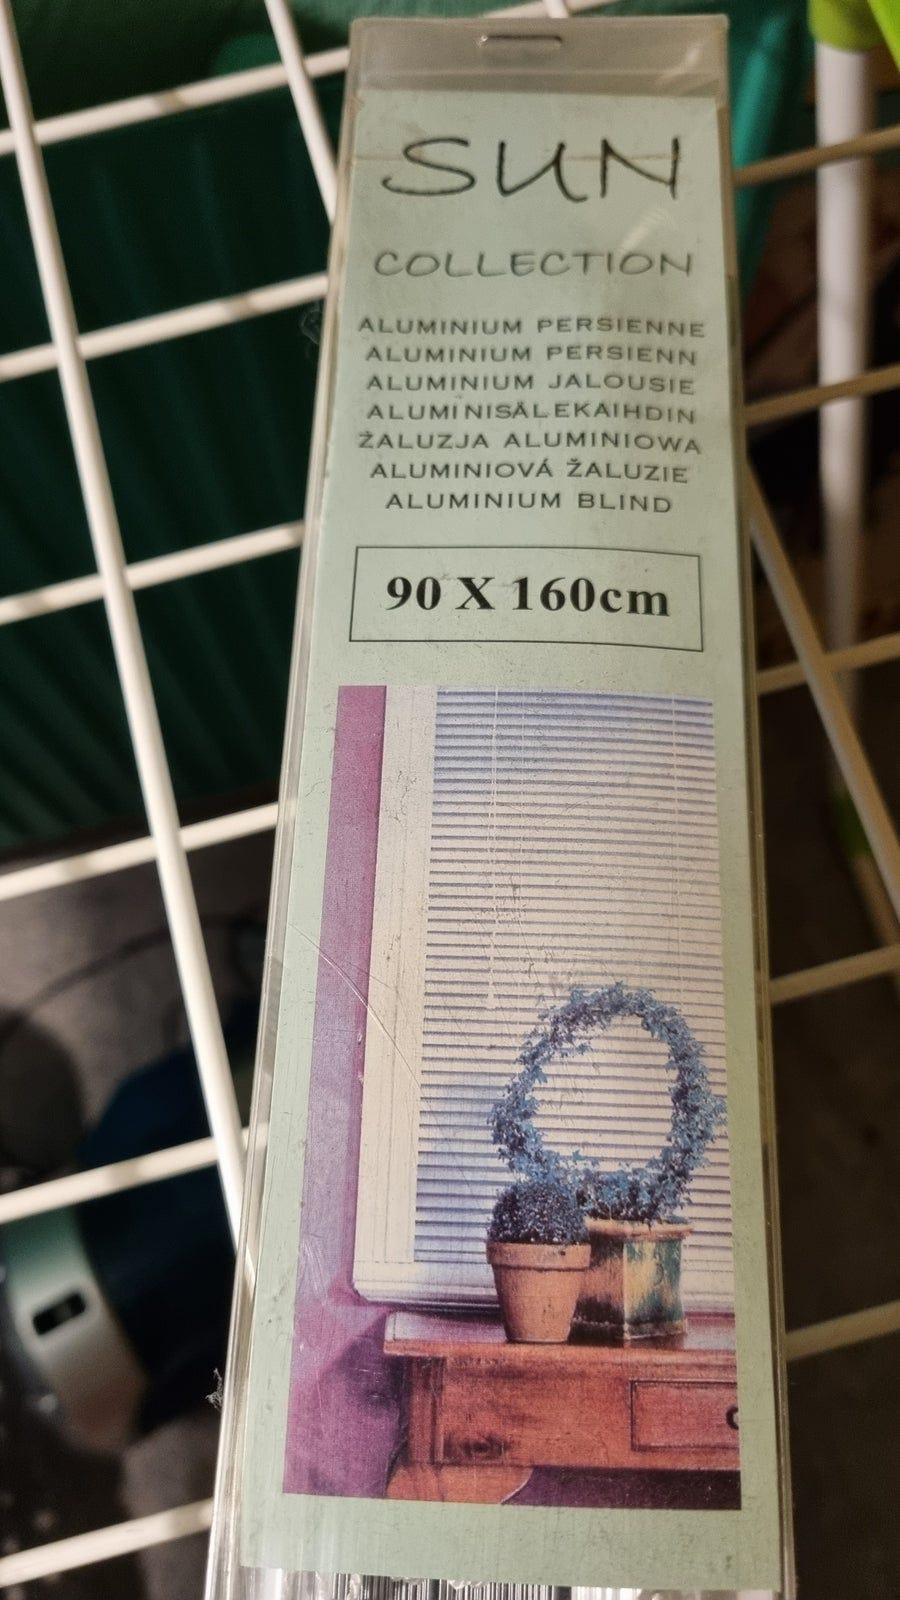 SUN
COLLECTION
ALUMINIUM PERSIENNE
ALUMINIUM PERSIENN
ALUMINIUM JALOUSIE
ALUMINISÄLEKAIHDIN
ŻALUZJA ALUMINIOWA
ALUMINIOVÁ ŽALUZIE
ALUMINIUM BLIND
90 X 160cm